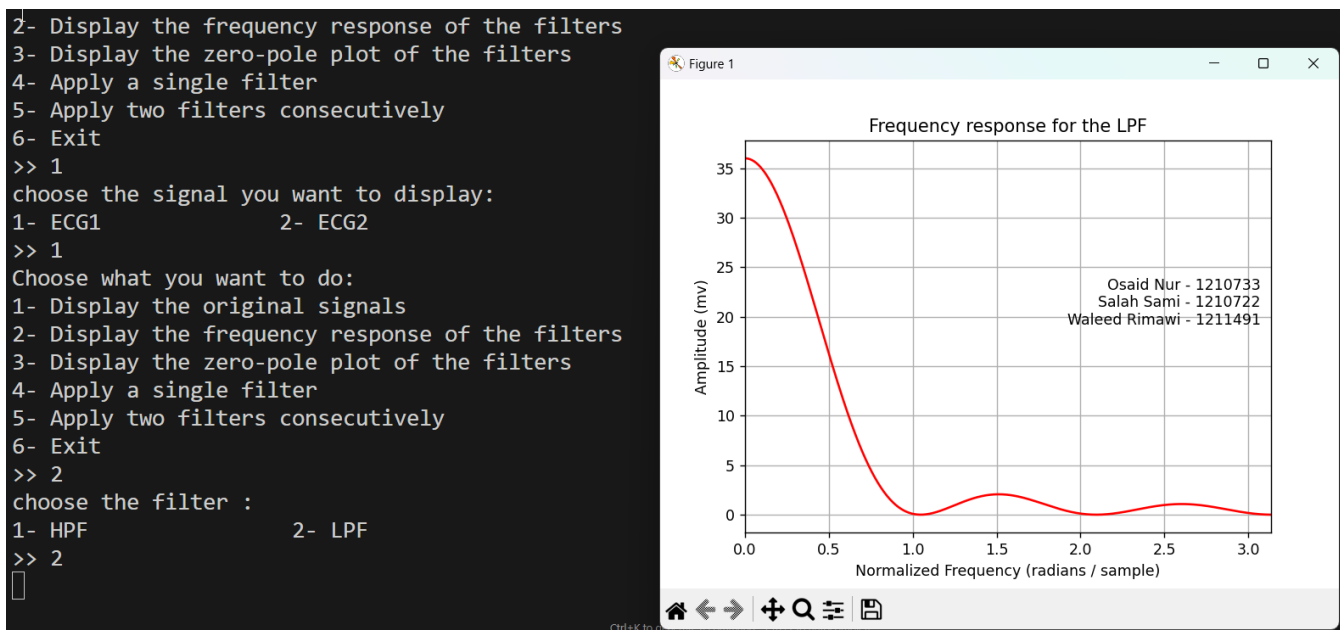 2- Display the frequency response of the filters
3- Display the zero-pole plot of the filters
4- Apply a single filter
5- Apply two filters consecutively
6- Exit
>> 1
choose the signal you want to display:
1- ECG1 2- ECG2
>> 1
Choose what you want to do:
1- Display the original signals
2- Display the frequency response of the filters
3- Display the zero-pole plot of the filters
4- Apply a single filter
5- Apply two filters consecutively
6- Exit
>> 2
choose the filter :
1- HPF 2- LPF
>> 2
Figure 1
Frequency response for the LPF
Amplitude (mv)
35
30
25
20
15
10
5
0
Osaid Nur - 1210733
Salah Sami - 1210722
Waleed Rimawi - 1211491
0.0 0.5 1.0 1.5 2.0 2.5 3.0
Normalized Frequency (radians / sample)
Ctrl+K to